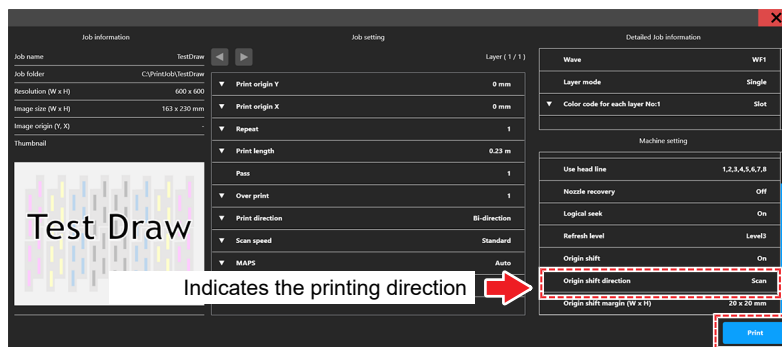 Job information
Job name TestDraw
Job folder C:\PrintJob\TestDraw
Resolution (W x H) 600 x 600
Image size (W x H) 163 x 230 mm
Image origin (Y, X) -
Thumbnail
Test Draw
Job setting
Layer ( 1 / 1 )
Print origin Y 0 mm
Print origin X 0 mm
Repeat 1
Print length 0.23 m
Pass 1
Over print 1
Print direction Bi-direction
Scan speed Standard
MAPS Auto
Indicates the printing direction
Detailed Job information
Wave WF1
Layer mode Single
Color code for each layer No:1 Slot
Machine setting
Use head line 1,2,3,4,5,6,7,8
Nozzle recovery Off
Logical seek On
Refresh level Level3
Origin shift On
Origin shift direction Scan
Origin shift margin (W x H) 20 x 20 mm
Print